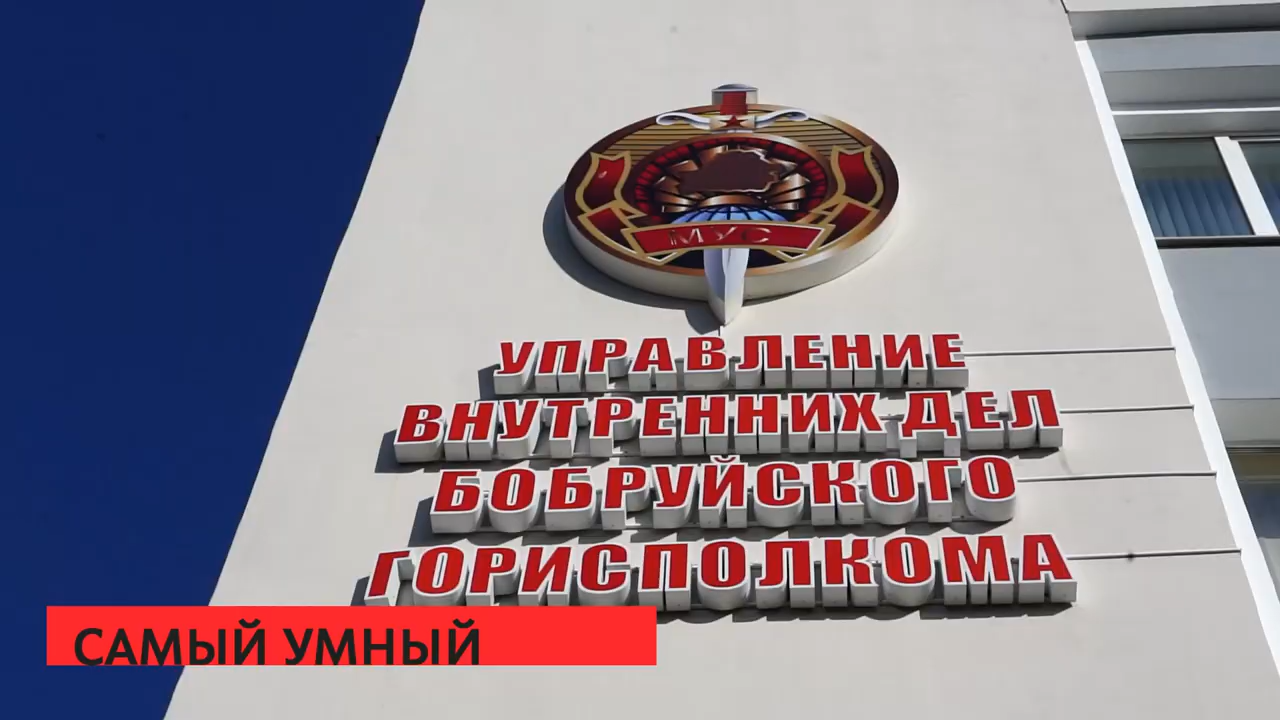 МУС
УПРАВЛЕНИЕ
ВНУТРЕННИХ ДЕЛ
БОБРУЙСКОГО
ГОРИСПОЛКОМА
САМЫЙ УМНЫЙ